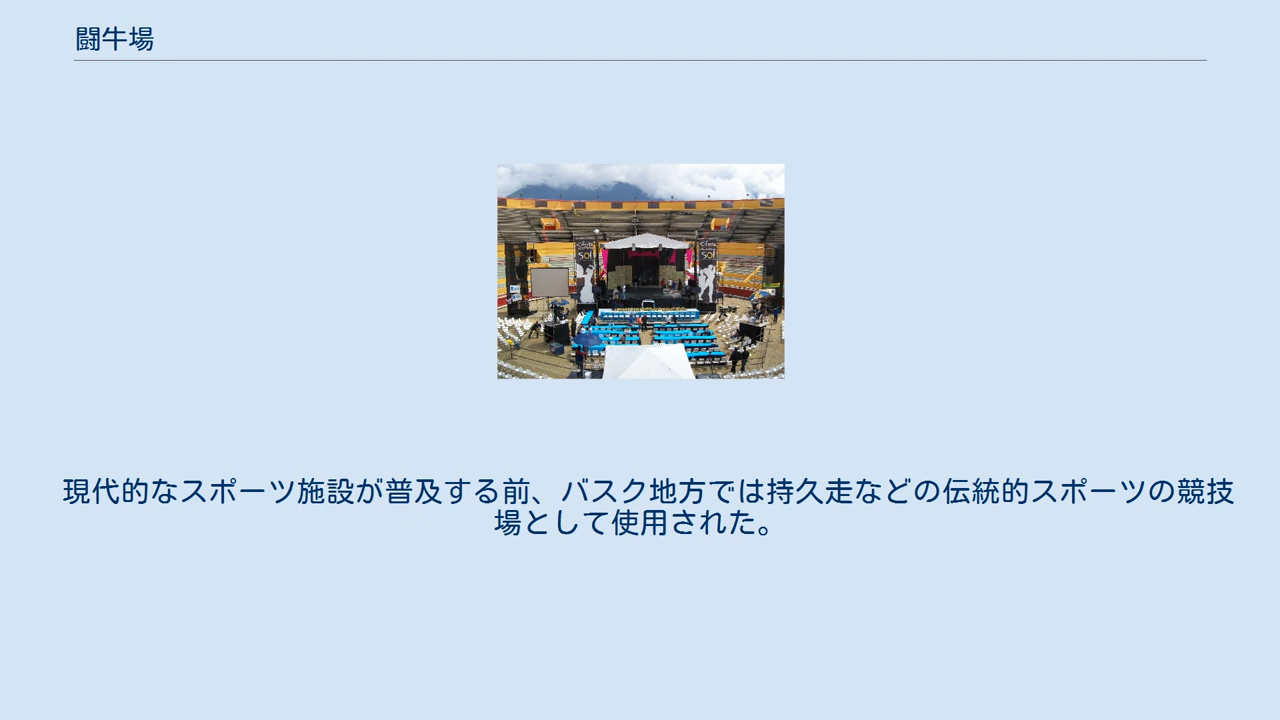 闘牛場
現代的なスポーツ施設が普及する前、バスク地方では持久走などの伝統的スポーツの競技
場として使用された。